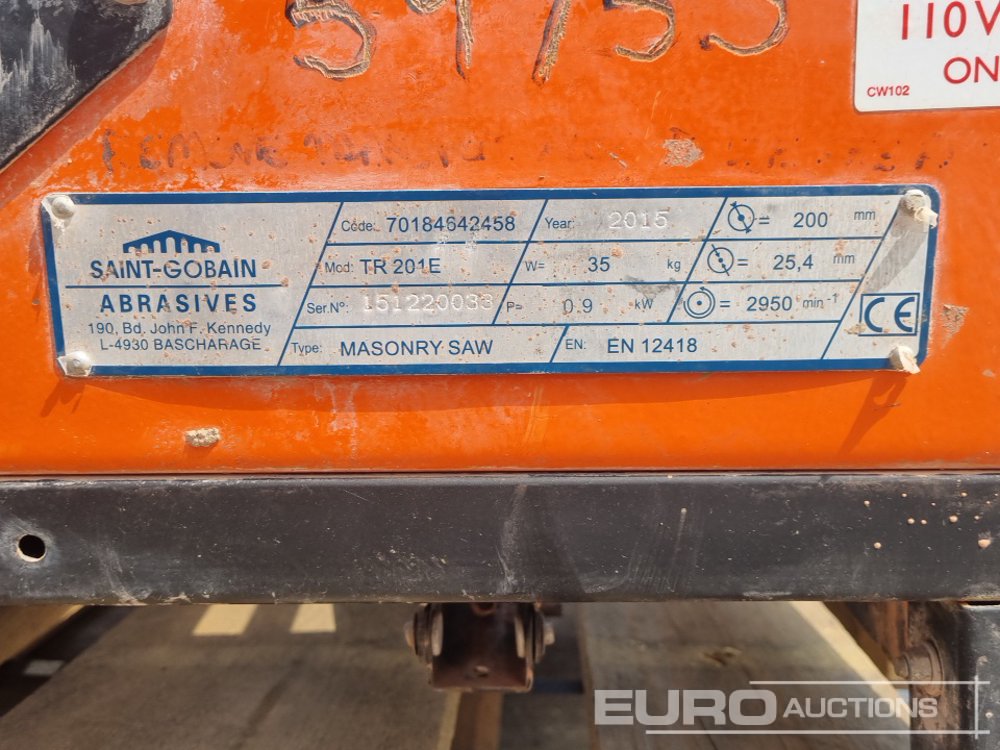 110V
ON
CW102
SAINT-GOBAIN
ABRASIVES
190, Bd. John F. Kennedy
L-4930 BASCHARAGE
Code: 70184642458
Year: 2015
= 200 mm
Mod: TR 201E
W= 35 kg
= 25,4 mm
Ser.N°: 151220033
P= 0.9 kW
= 2950 min⁻¹
Type: MASONRY SAW
EN: EN 12418
CE
EURO AUCTIONS